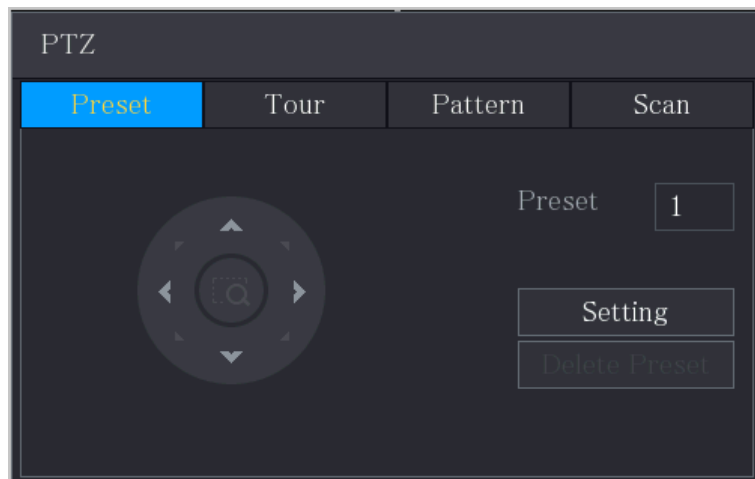 PTZ
Preset Tour Pattern Scan
Preset 1
Setting
Delete Preset